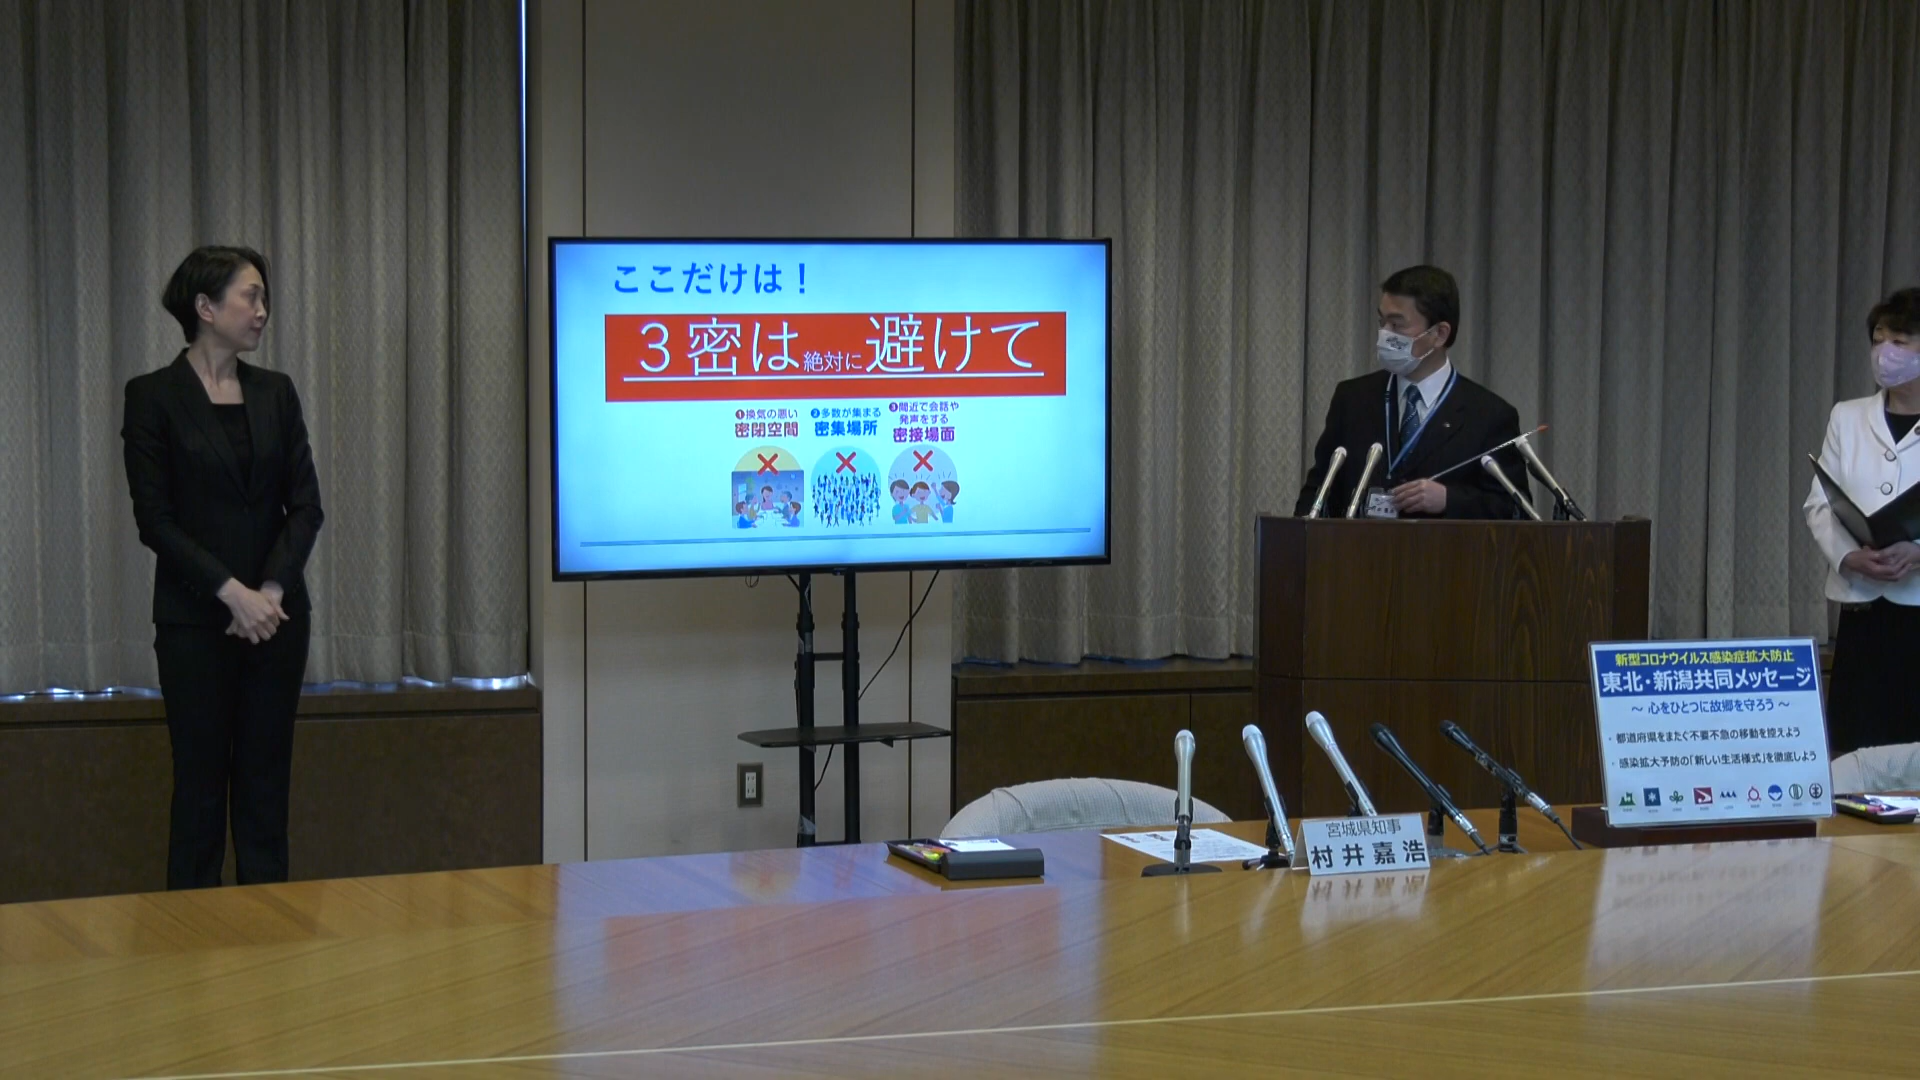 ここだけは！
３密は絶対に避けて
①換気の悪い
密閉空間
②多数が集まる
密集場所
③間近で会話や
発声をする
密接場面
新型コロナウイルス感染症拡大防止
東北・新潟共同メッセージ
～ 心をひとつに故郷を守ろう ～
・都道府県をまたぐ不要不急の移動を控えよう
・感染拡大予防の「新しい生活様式」を徹底しよう
宮城県知事
村井嘉浩